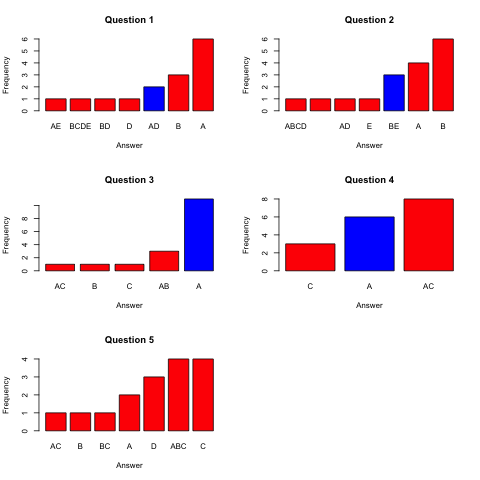 Question 1
Frequency
0 1 2 3 4 5 6
AE BCDE BD D AD B A
Answer
Question 2
Frequency
0 1 2 3 4 5 6
ABCD AD E BE A B
Answer
Question 3
Frequency
0 2 4 6 8
AC B C AB A
Answer
Question 4
Frequency
0 2 4 6 8
C A AC
Answer
Question 5
Frequency
0 1 2 3 4
AC B BC A D ABC C
Answer